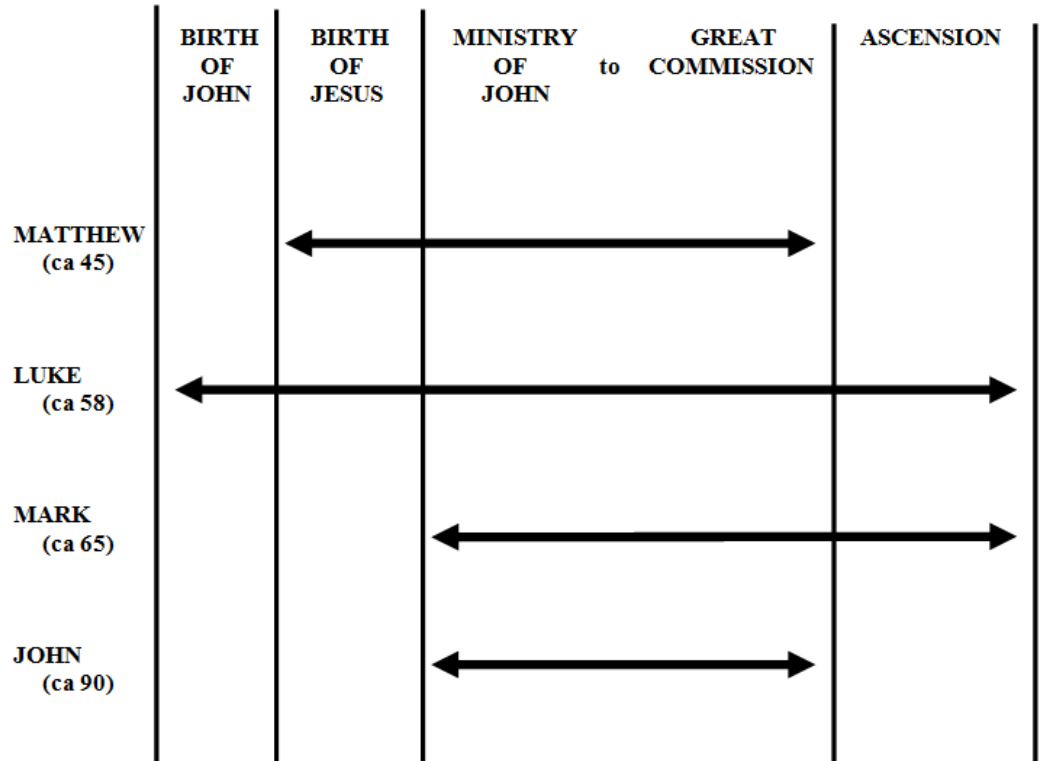 BIRTH OF JOHN
BIRTH OF JESUS
MINISTRY OF JOHN to GREAT COMMISSION
ASCENSION
MATTHEW
(ca 45)
LUKE
(ca 58)
MARK
(ca 65)
JOHN
(ca 90)